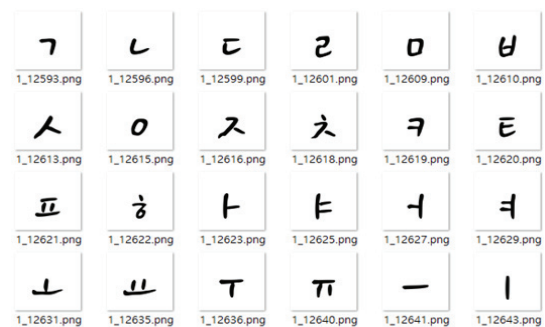 ㄱ ㄴ ㄷ ㄹ ㅁ ㅂ
1_12593.png 1_12596.png 1_12599.png 1_12601.png 1_12609.png 1_12610.png
ㅅ ㅇ ㅈ ㅊ ㅋ ㅌ
1_12613.png 1_12615.png 1_12616.png 1_12618.png 1_12619.png 1_12620.png
ㅍ ㅎ ㅏ ㅑ ㅓ ㅕ
1_12621.png 1_12622.png 1_12623.png 1_12625.png 1_12627.png 1_12629.png
ㅗ ㅛ ㅜ ㅠ ㅡ ㅣ
1_12631.png 1_12635.png 1_12636.png 1_12640.png 1_12641.png 1_12643.png